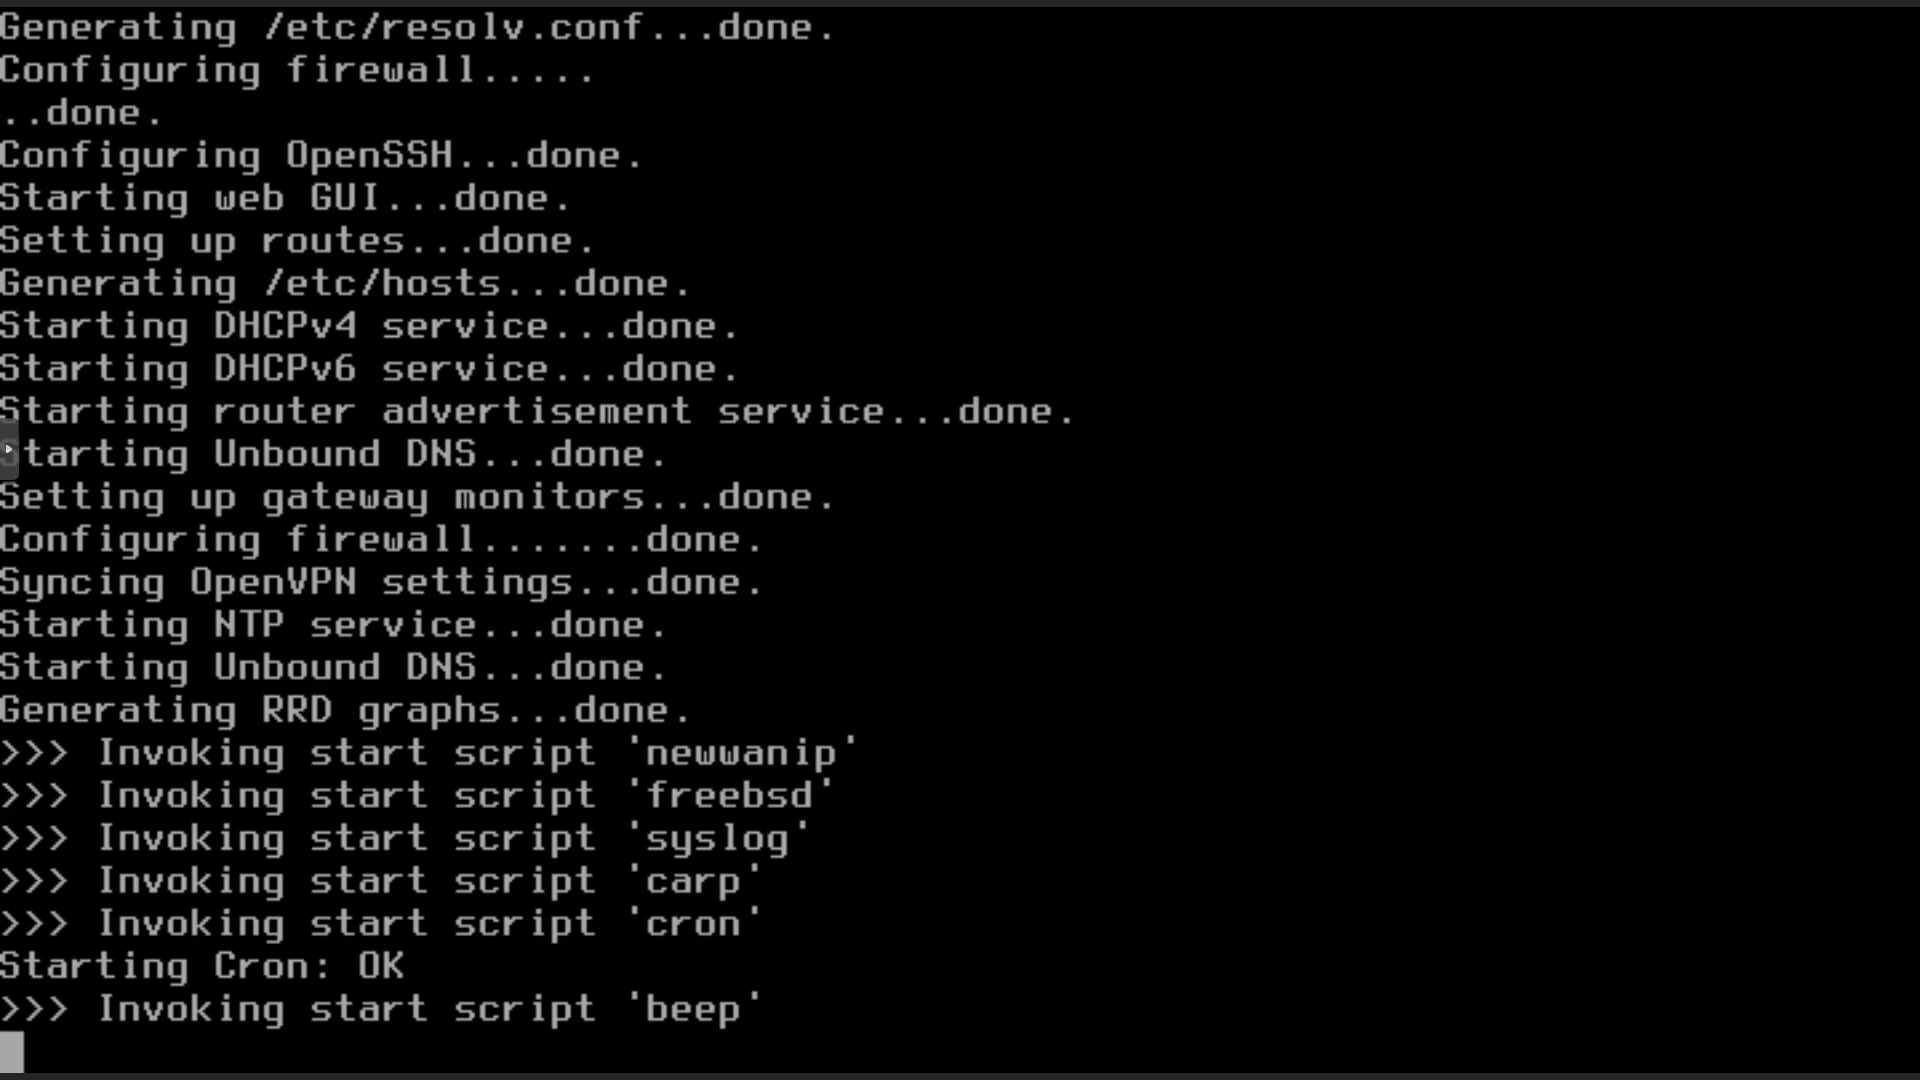 Generating /etc/resolv.conf...done.
Configuring firewall.....
..done.
Configuring OpenSSH...done.
Starting web GUI...done.
Setting up routes...done.
Generating /etc/hosts...done.
Starting DHCPv4 service...done.
Starting DHCPv6 service...done.
Starting router advertisement service...done.
Starting Unbound DNS...done.
Setting up gateway monitors...done.
Configuring firewall.......done.
Syncing OpenVPN settings...done.
Starting NTP service...done.
Starting Unbound DNS...done.
Generating RRD graphs...done.
>>> Invoking start script 'newwanip'
>>> Invoking start script 'freebsd'
>>> Invoking start script 'syslog'
>>> Invoking start script 'carp'
>>> Invoking start script 'cron'
Starting Cron: OK
>>> Invoking start script 'beep'